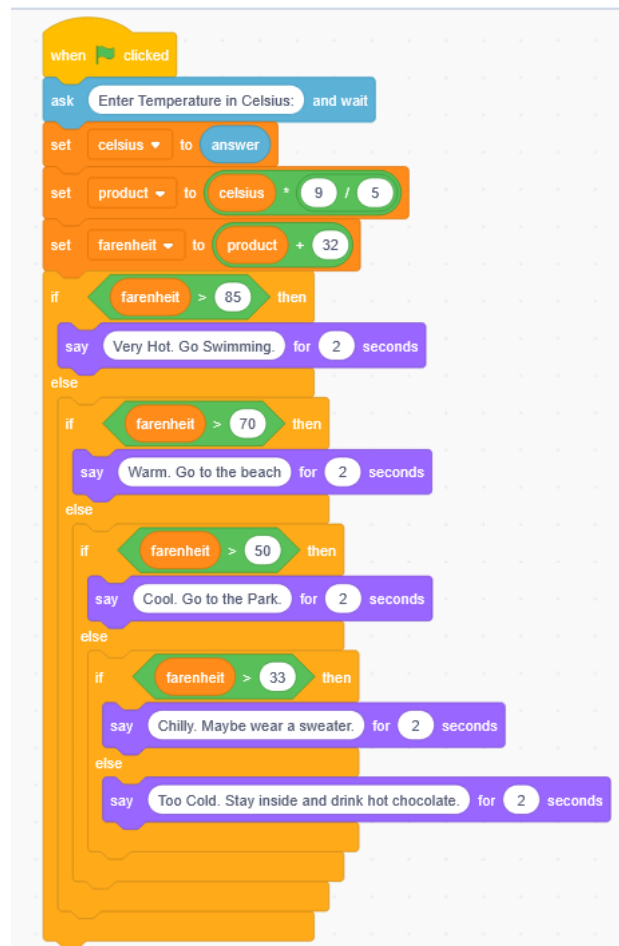 when clicked
ask Enter Temperature in Celsius: and wait
set celsius to answer
set product to celsius * 9 / 5
set farenheit to product + 32
if farenheit > 85 then
say Very Hot. Go Swimming. for 2 seconds
else
if farenheit > 70 then
say Warm. Go to the beach for 2 seconds
else
if farenheit > 50 then
say Cool. Go to the Park. for 2 seconds
else
if farenheit > 33 then
say Chilly. Maybe wear a sweater. for 2 seconds
else
say Too Cold. Stay inside and drink hot chocolate. for 2 seconds